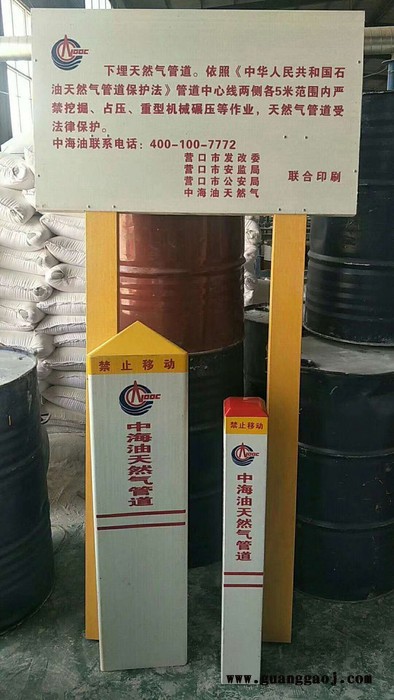 CNOOC
下埋天然气管道。依照《中华人民共和国石
油天然气管道保护法》管道中心线两侧各5米范围内严
禁挖掘、占压、重型机械碾压等作业，天然气管道受
法律保护。
中海油联系电话：400-100-7772
营口市发改委
营口市安监局
营口市公安局
中海油天然气
联合印刷
禁止移动
CNOOC
中海油天然气管道
禁止移动
CNOOC
中海油天然气管道
www.guanggaoj.com